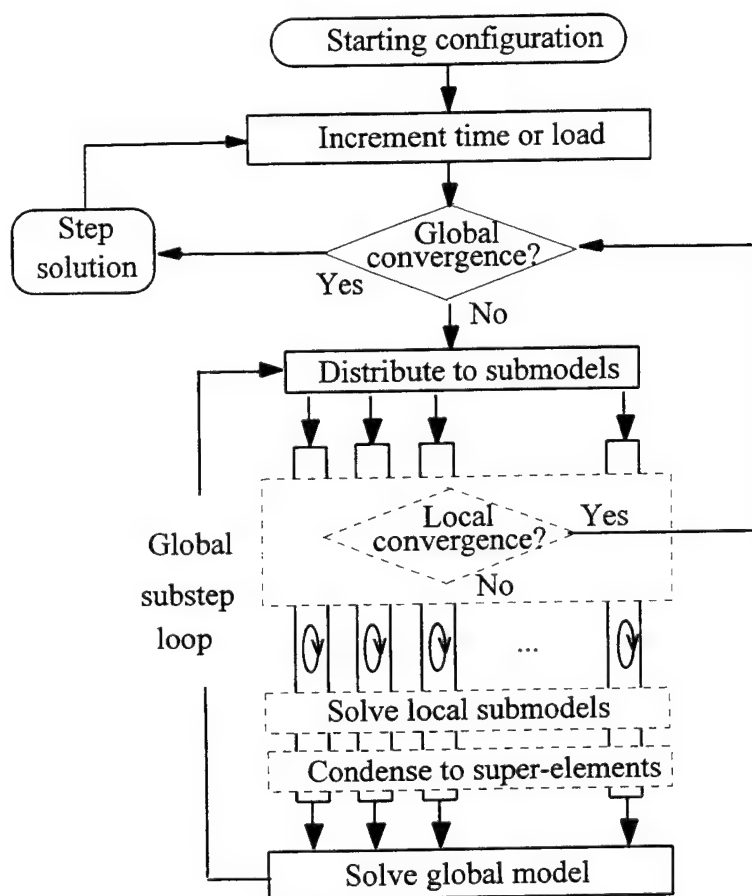 Starting configuration
Increment time or load
Step
solution
Global
convergence?
Yes
No
Distribute to submodels
Local
convergence?
Yes
No
Global
substep
loop
...
Solve local submodels
Condense to super-elements
Solve global model